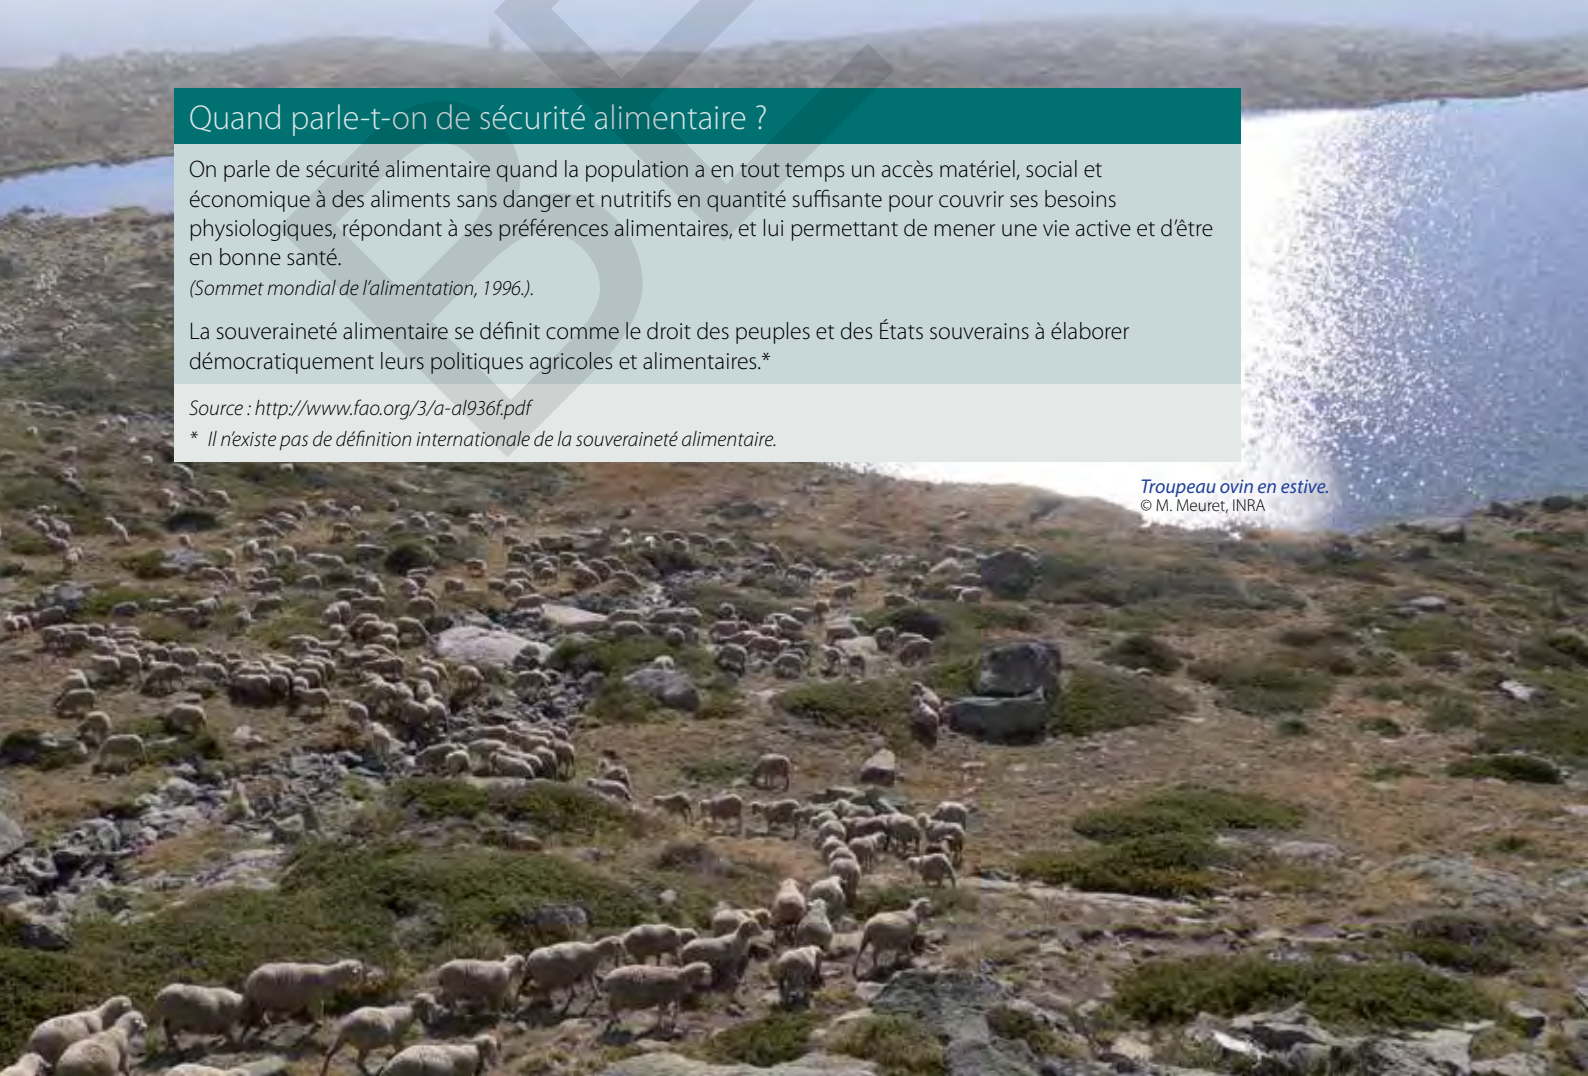 Quand parle-t-on de sécurité alimentaire ?
On parle de sécurité alimentaire quand la population a en tout temps un accès matériel, social et
économique à des aliments sans danger et nutritifs en quantité suffisante pour couvrir ses besoins
physiologiques, répondant à ses préférences alimentaires, et lui permettant de mener une vie active et d’être
en bonne santé.
(Sommet mondial de l’alimentation, 1996.).
La souveraineté alimentaire se définit comme le droit des peuples et des États souverains à élaborer
démocratiquement leurs politiques agricoles et alimentaires.*
Source : http://www.fao.org/3/a-al936f.pdf
* Il n’existe pas de définition internationale de la souveraineté alimentaire.
Troupeau ovin en estive.
© M. Meuret, INRA